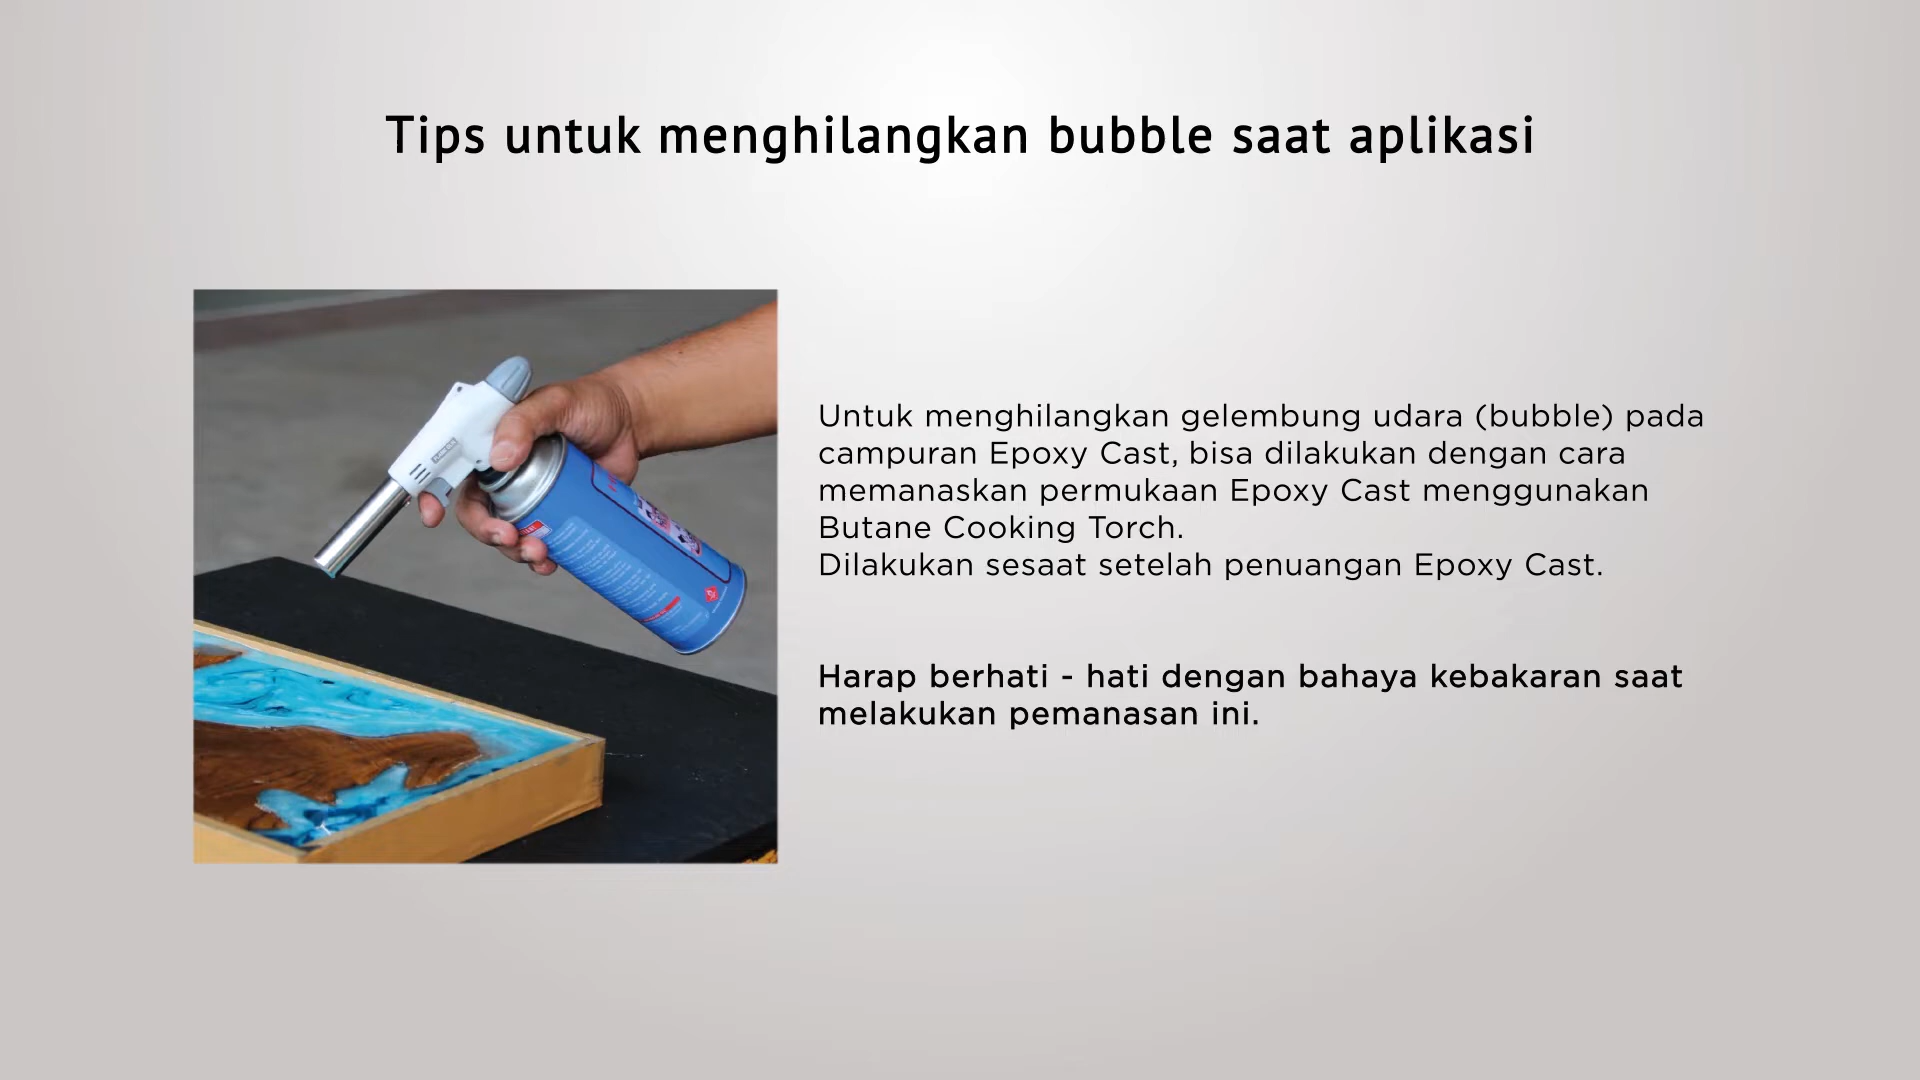 Tips untuk menghilangkan bubble saat aplikasi
Untuk menghilangkan gelembung udara (bubble) pada
campuran Epoxy Cast, bisa dilakukan dengan cara
memanaskan permukaan Epoxy Cast menggunakan
Butane Cooking Torch.
Dilakukan sesaat setelah penuangan Epoxy Cast.
Harap berhati - hati dengan bahaya kebakaran saat
melakukan pemanasan ini.